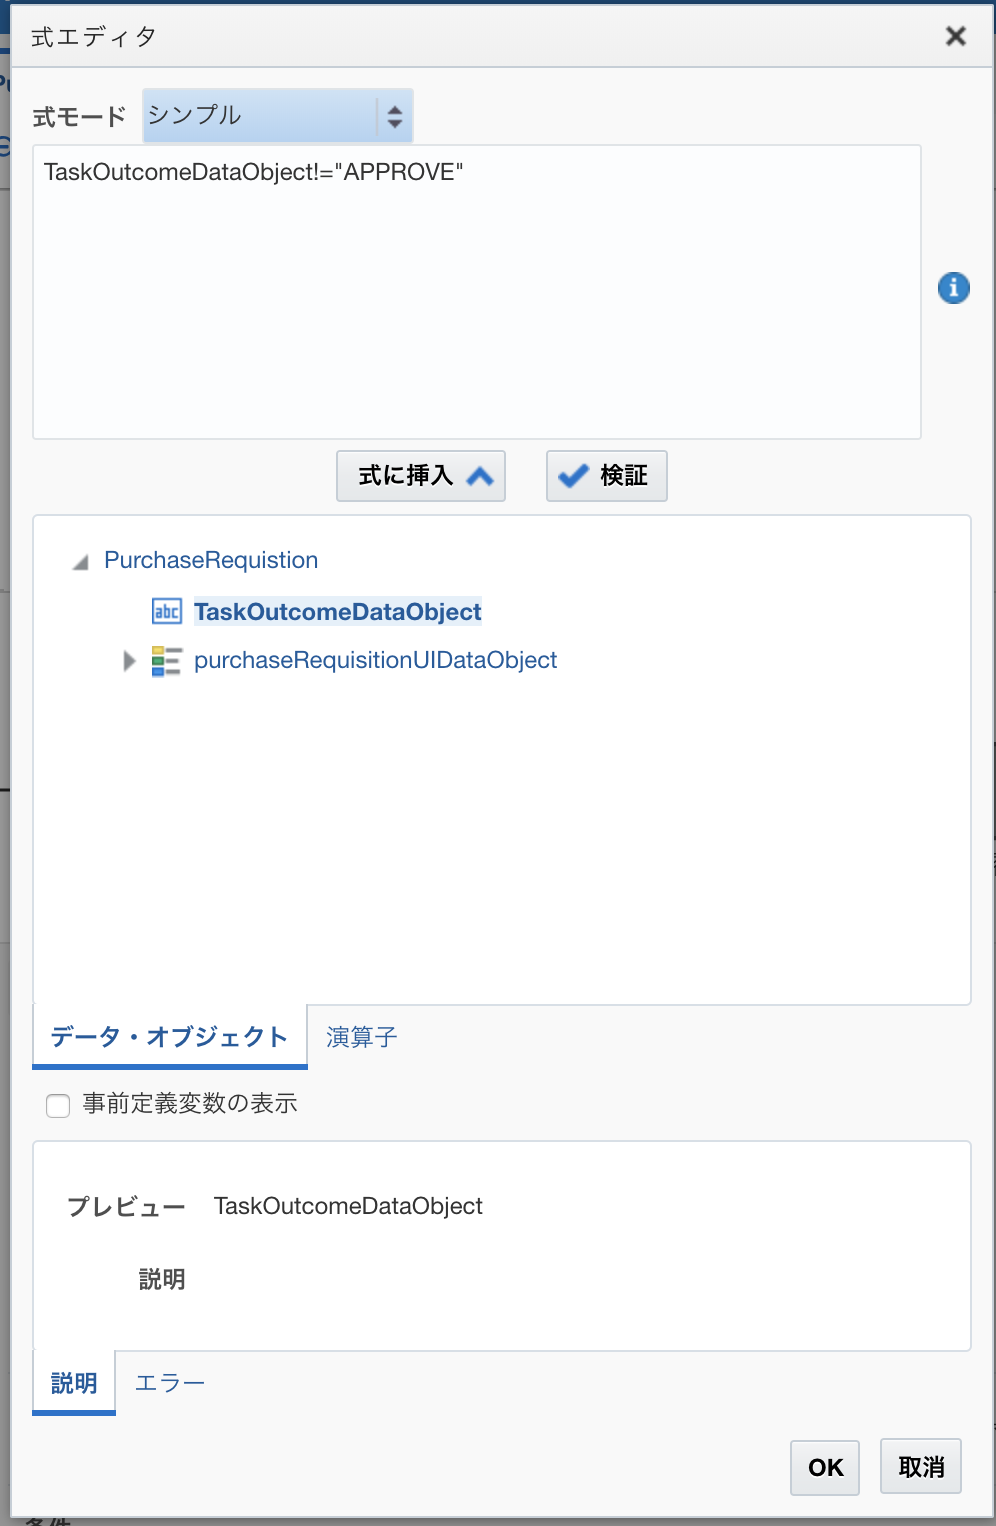 式エディタ
式モード シンプル
TaskOutcomeDataObject!="APPROVE"
式に挿入 検証
PurchaseRequistion
abc TaskOutcomeDataObject
purchaseRequisitionUIDataObject
データ・オブジェクト 演算子
事前定義変数の表示
プレビュー TaskOutcomeDataObject
説明
説明 エラー
OK 取消